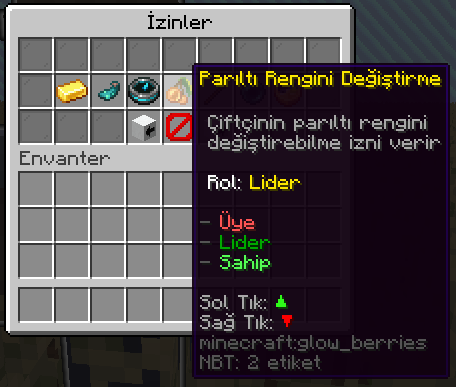 İzinler
Parıltı Rengini Değiştirme
Çiftçinin parıltı rengini
değiştirebilme izni verir
Rol: Lider
- Üye
- Lider
- Sahip
Sol Tık: ▲
Sağ Tık: ▼
minecraft:glow_berries
NBT: 2 etiket
Envanter